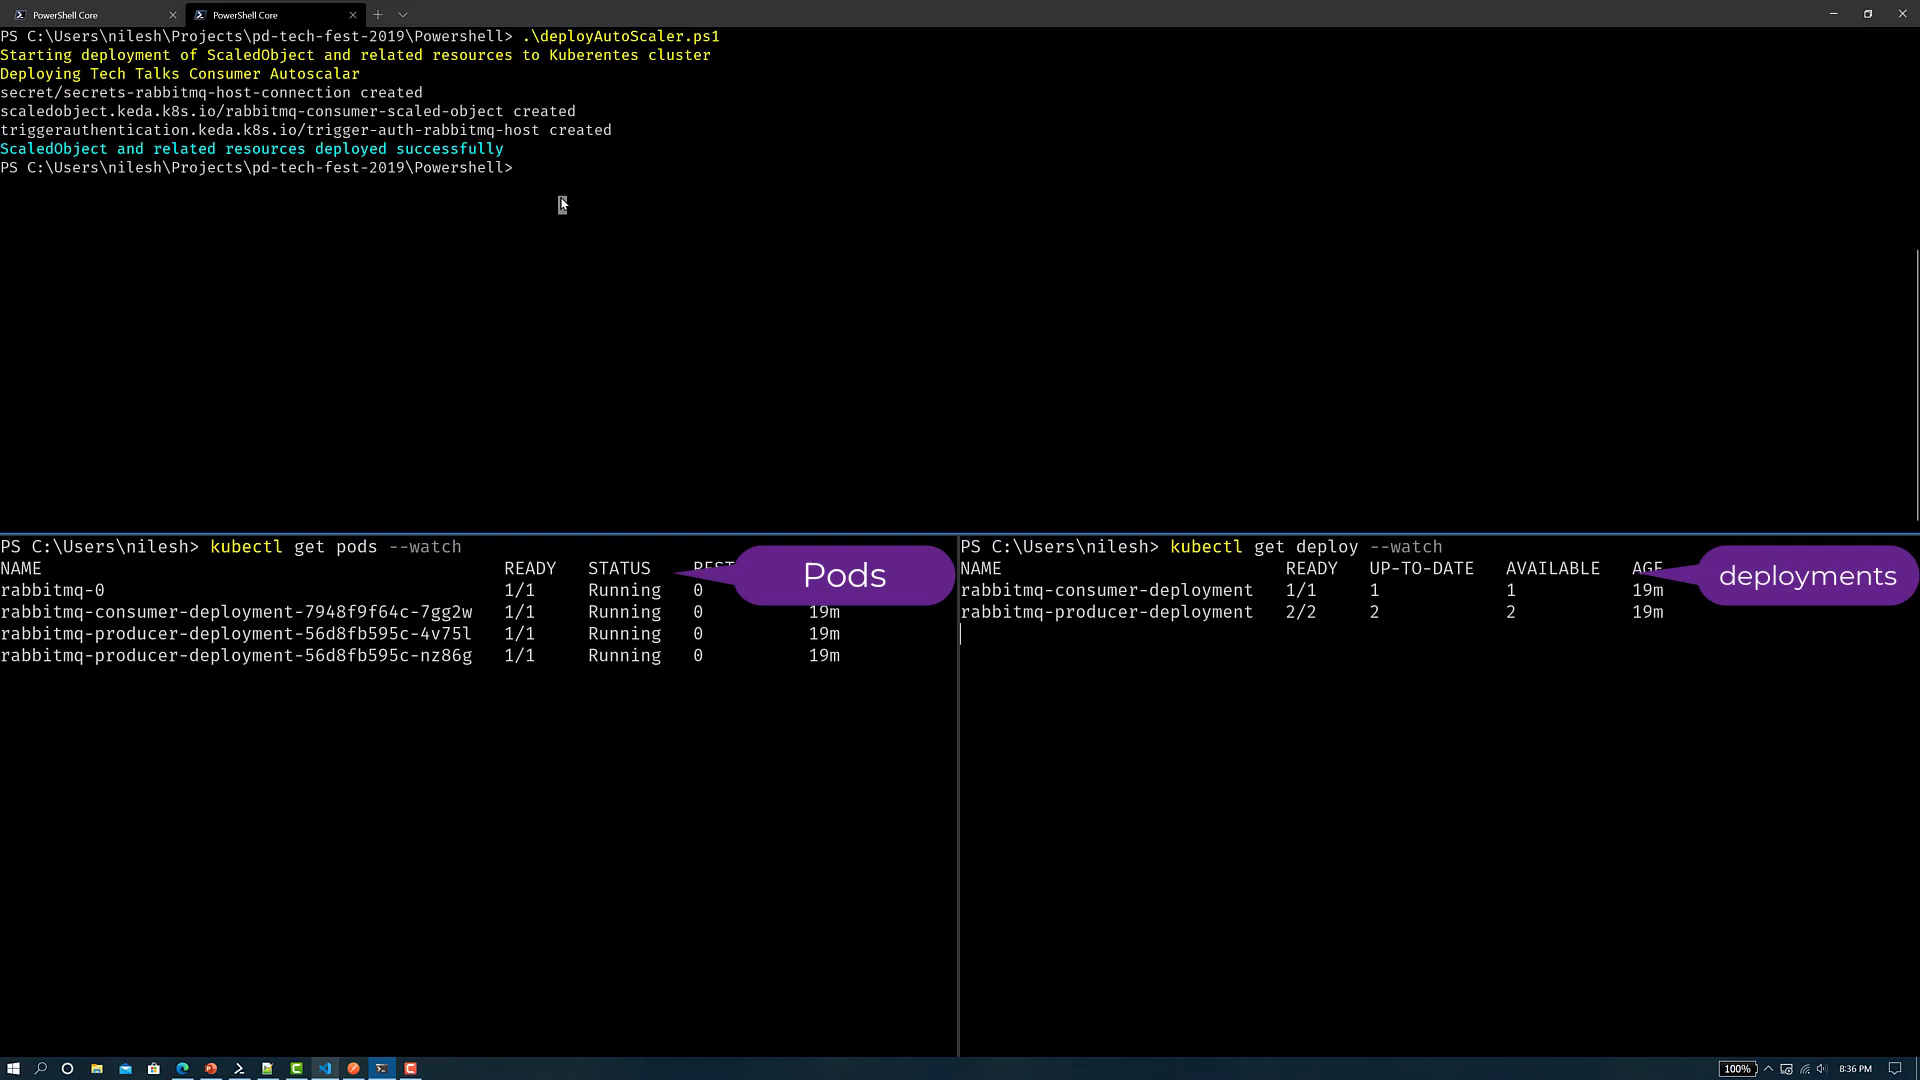 PowerShell Core
PowerShell Core
PS C:\Users\nilesh\Projects\pd-tech-fest-2019\Powershell> .\deployAutoScaler.ps1
Starting deployment of ScaledObject and related resources to Kuberentes cluster
Deploying Tech Talks Consumer Autoscalar
secret/secrets-rabbitmq-host-connection created
scaledobject.keda.k8s.io/rabbitmq-consumer-scaled-object created
triggerauthentication.keda.k8s.io/trigger-auth-rabbitmq-host created
ScaledObject and related resources deployed successfully
PS C:\Users\nilesh\Projects\pd-tech-fest-2019\Powershell>
PS C:\Users\nilesh> kubectl get pods --watch
NAME READY STATUS
rabbitmq-0 1/1 Running 0
rabbitmq-consumer-deployment-7948f9f64c-7gg2w 1/1 Running 0 19m
rabbitmq-producer-deployment-56d8fb595c-4v75l 1/1 Running 0 19m
rabbitmq-producer-deployment-56d8fb595c-nz86g 1/1 Running 0 19m
Pods
PS C:\Users\nilesh> kubectl get deploy --watch
NAME READY UP-TO-DATE AVAILABLE AGE
rabbitmq-consumer-deployment 1/1 1 1 19m
rabbitmq-producer-deployment 2/2 2 2 19m
deployments
100%
8:36 PM